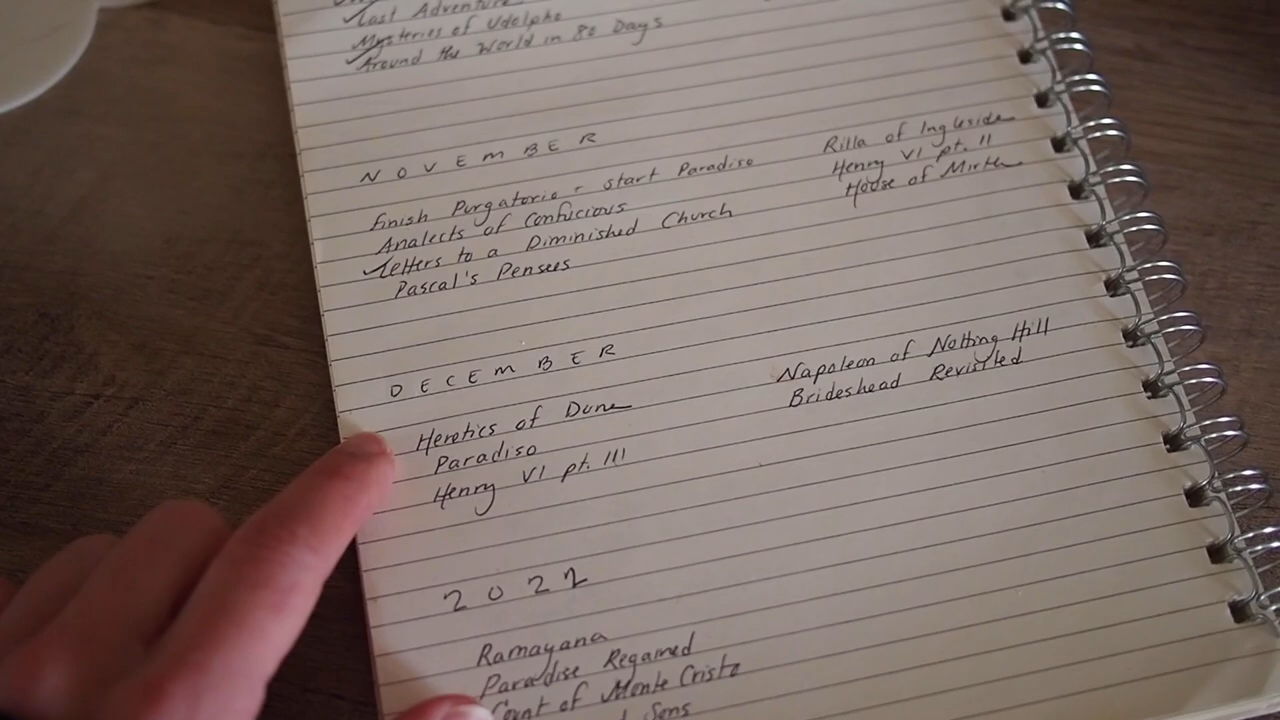 Last Adventure
Mysteries of Udolpho
Around the World in 80 Days
NOVEMBER
finish Purgatorio - start Paradiso
Analects of Confucious
Letters to a Diminished Church
Pascal's Pensees
Rilla of Ingleside
Henry VI pt. II
House of Mirth
DECEMBER
Heretics of Dune
Paradiso
Henry VI pt. III
Napoleon of Notting Hill
Brideshead Revisited
2022
Ramayana
Paradise Regained
Count of Monte Cristo
Sons